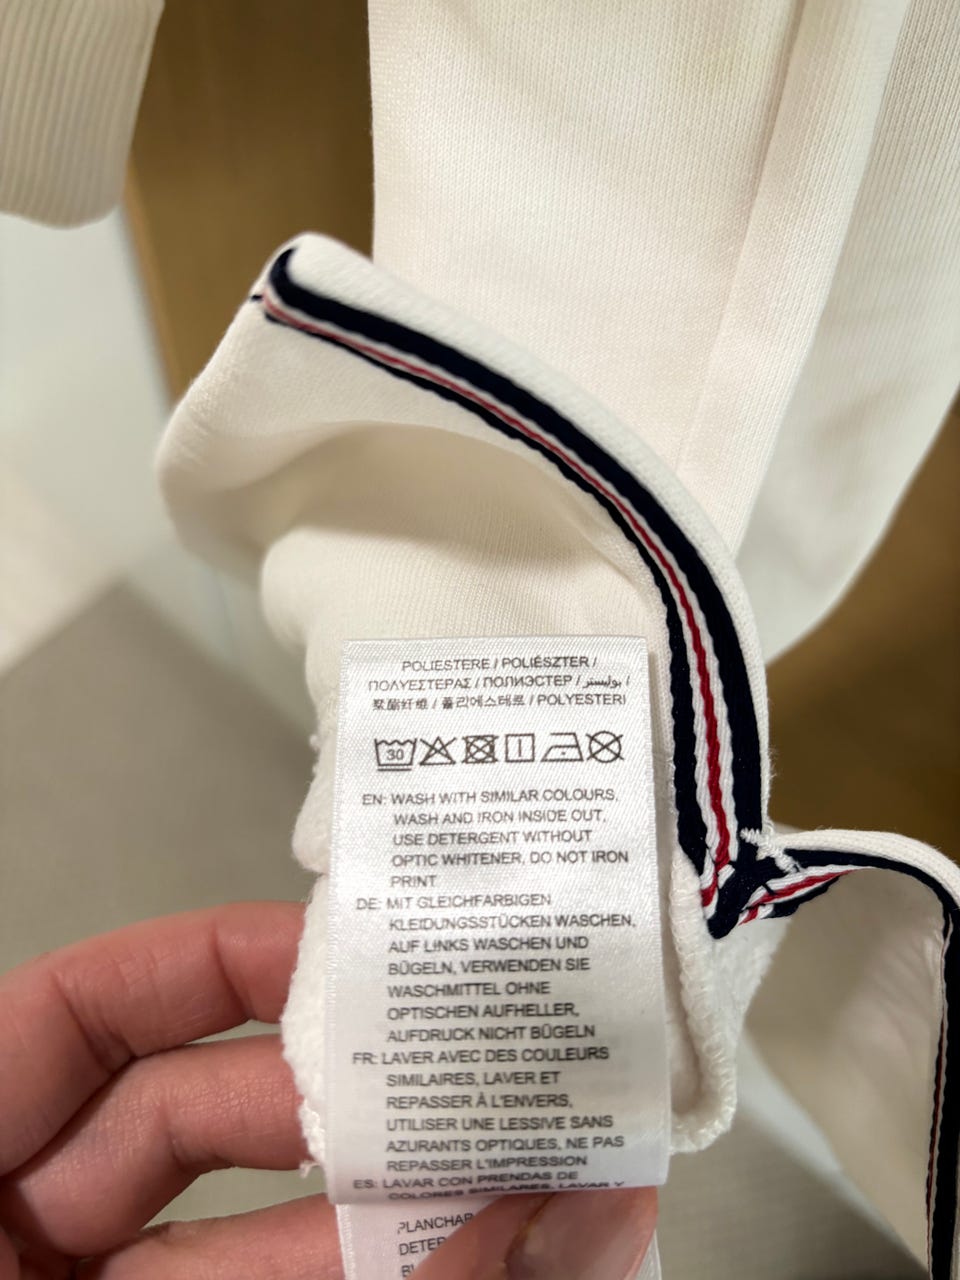 POLIESTERE / POLIÉSZTER /
ΠΟΛΥΕΣΤΕΡΑΣ / ПОЛИЭСТЕР / بوليستر /
聚酯纤维 / 폴리에스테르 / POLYESTERI
30
EN: WASH WITH SIMILAR COLOURS,
WASH AND IRON INSIDE OUT,
USE DETERGENT WITHOUT
OPTIC WHITENER, DO NOT IRON
PRINT
DE: MIT GLEICHFARBIGEN
KLEIDUNGSSTÜCKEN WASCHEN,
AUF LINKS WASCHEN UND
BÜGELN, VERWENDEN SIE
WASCHMITTEL OHNE
OPTISCHEN AUFHELLER,
AUFDRUCK NICHT BÜGELN
FR: LAVER AVEC DES COULEURS
SIMILAIRES, LAVER ET
REPASSER À L'ENVERS,
UTILISER UNE LESSIVE SANS
AZURANTS OPTIQUES, NE PAS
REPASSER L'IMPRESSION
ES: LAVAR CON PRENDAS DE
COLORES SIMILARES, LAVAR Y
PLANCHAR